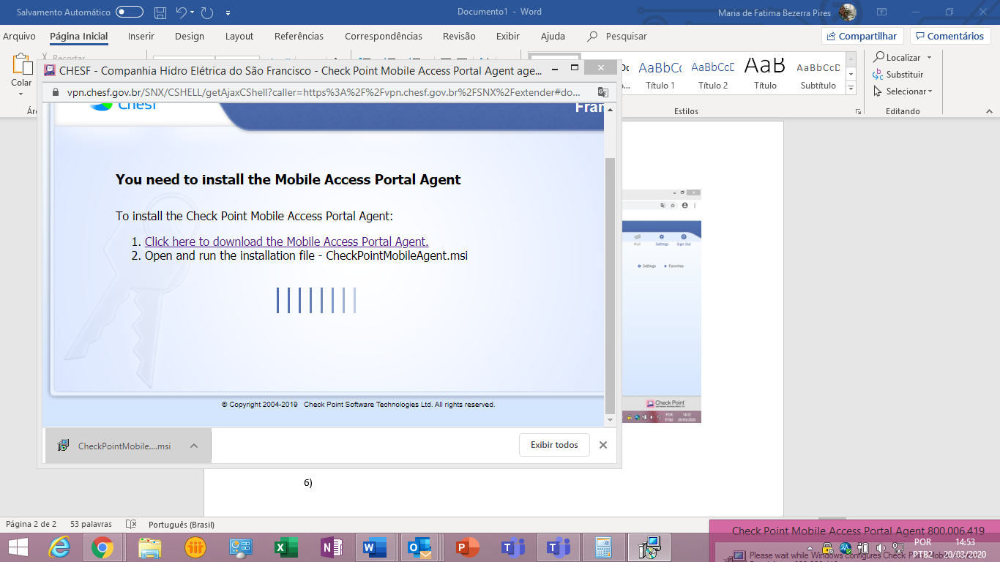 Salvamento Automático
Documento1 - Word
Maria de Fatima Bezerra Pires
Arquivo Página Inicial Inserir Design Layout Referências Correspondências Revisão Exibir Ajuda Pesquisar
Compartilhar Comentários
Recortar
Colar
AaBbCc AaBbCcD AaB AaBbCcD
Título 1 Título 2 Título Subtítulo
Estilos
Localizar
Substituir
Selecionar
Editando
CHESF - Companhia Hidro Elétrica do São Francisco - Check Point Mobile Access Portal Agent age...
vpn.chesf.gov.br/SNX/CSHELL/getAjaxCShell?caller=https%3A%2F%2Fvpn.chesf.gov.br%2FSNX%2Fextender#do...
Chesf
Fran
You need to install the Mobile Access Portal Agent
To install the Check Point Mobile Access Portal Agent:
1. Click here to download the Mobile Access Portal Agent.
2. Open and run the installation file - CheckPointMobileAgent.msi
© Copyright 2004-2019 Check Point Software Technologies Ltd. All rights reserved.
CheckPointMobile....msi
Exibir todos
Mail Settings Sign Out
Settings Favorites
Check Point
POR
PTB2
14:52
20/03/2020
6)
Página 2 de 2 53 palavras Português (Brasil)
Check Point Mobile Access Portal Agent 800.006.419
Please wait while Windows configures Check Point Mobile Access
POR
PTB2
14:53
20/03/2020